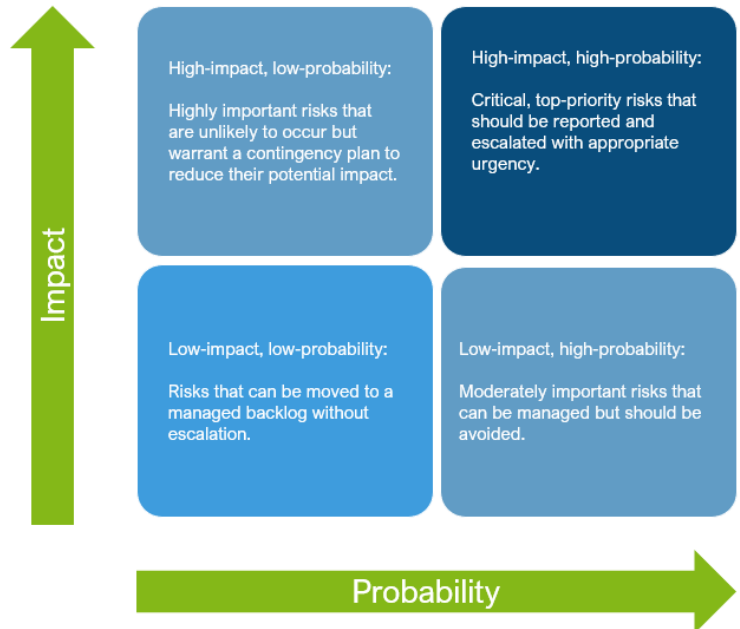 High-impact, low-probability:
Highly important risks that
are unlikely to occur but
warrant a contingency plan to
reduce their potential impact.
High-impact, high-probability:
Critical, top-priority risks that
should be reported and
escalated with appropriate
urgency.
Impact
Low-impact, low-probability:
Risks that can be moved to a
managed backlog without
escalation.
Low-impact, high-probability:
Moderately important risks that
can be managed but should be
avoided.
Probability